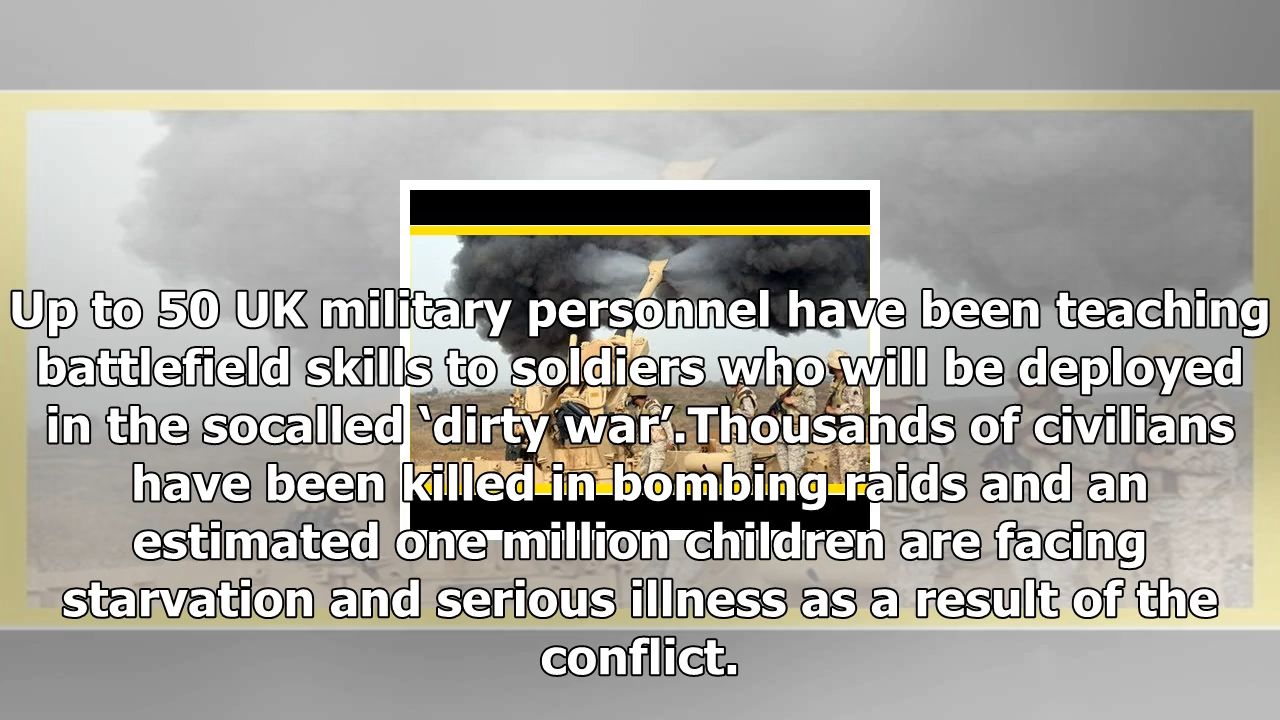 Up to 50 UK military personnel have been teaching
battlefield skills to soldiers who will be deployed
in the socalled ‘dirty war’.Thousands of civilians
have been killed in bombing raids and an
estimated one million children are facing
starvation and serious illness as a result of the
conflict.